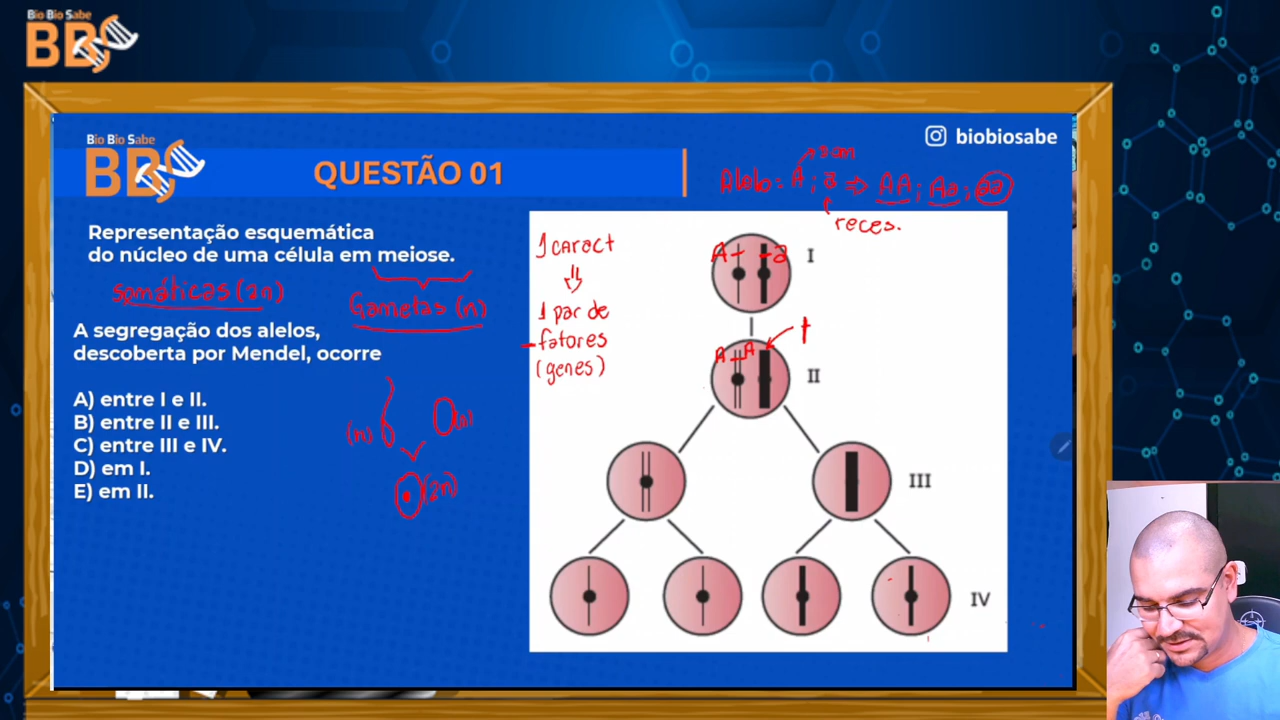 Bio Bio Sabe
BBS
Bio Bio Sabe
BBS
QUESTÃO 01
biobiosabe
Alelo = A ; a ⇒ AA ; Aa ; aa
reces.
Representação esquemática
do núcleo de uma célula em meiose.
somáticas (2n)
Gametas (n)
A segregação dos alelos,
descoberta por Mendel, ocorre
A) entre I e II.
B) entre II e III.
C) entre III e IV.
D) em I.
E) em II.
(n)
(n)
(2n)
1 caract
1 par de
fatores
(genes)
A a
I
A A
II
III
IV